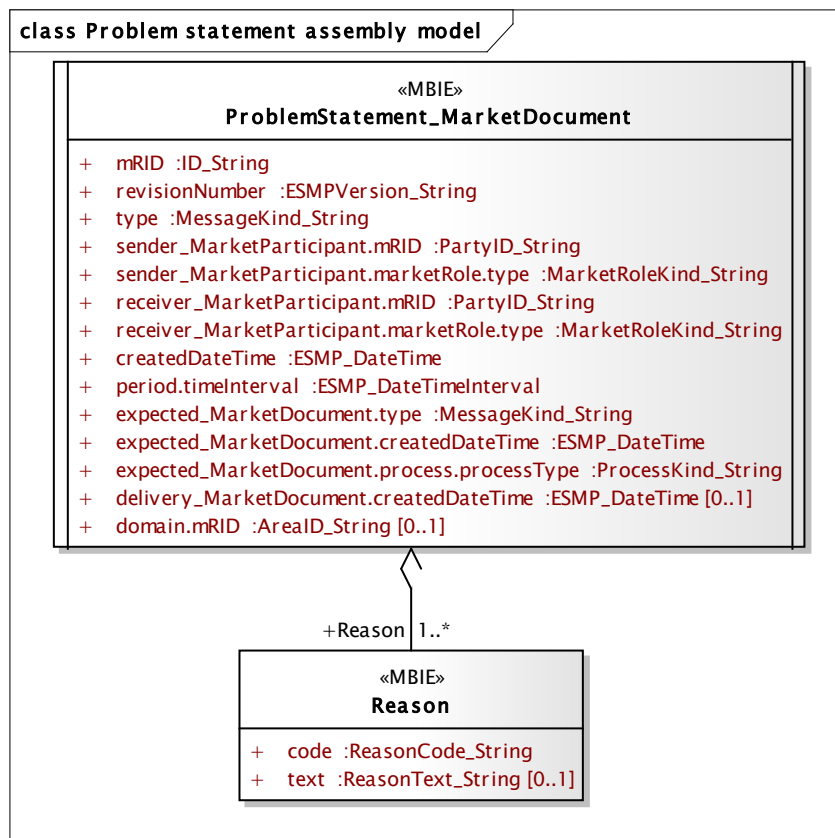 class Problem statement assembly model
«MBIE»
ProblemStatement_MarketDocument
+ mRID :ID_String
+ revisionNumber :ESMPVersion_String
+ type :MessageKind_String
+ sender_MarketParticipant.mRID :PartyID_String
+ sender_MarketParticipant.marketRole.type :MarketRoleKind_String
+ receiver_MarketParticipant.mRID :PartyID_String
+ receiver_MarketParticipant.marketRole.type :MarketRoleKind_String
+ createdDateTime :ESMP_DateTime
+ period.timeInterval :ESMP_DateTimeInterval
+ expected_MarketDocument.type :MessageKind_String
+ expected_MarketDocument.createdDateTime :ESMP_DateTime
+ expected_MarketDocument.process.processType :ProcessKind_String
+ delivery_MarketDocument.createdDateTime :ESMP_DateTime [0..1]
+ domain.mRID :AreaID_String [0..1]
+Reason 1..*
«MBIE»
Reason
+ code :ReasonCode_String
+ text :ReasonText_String [0..1]